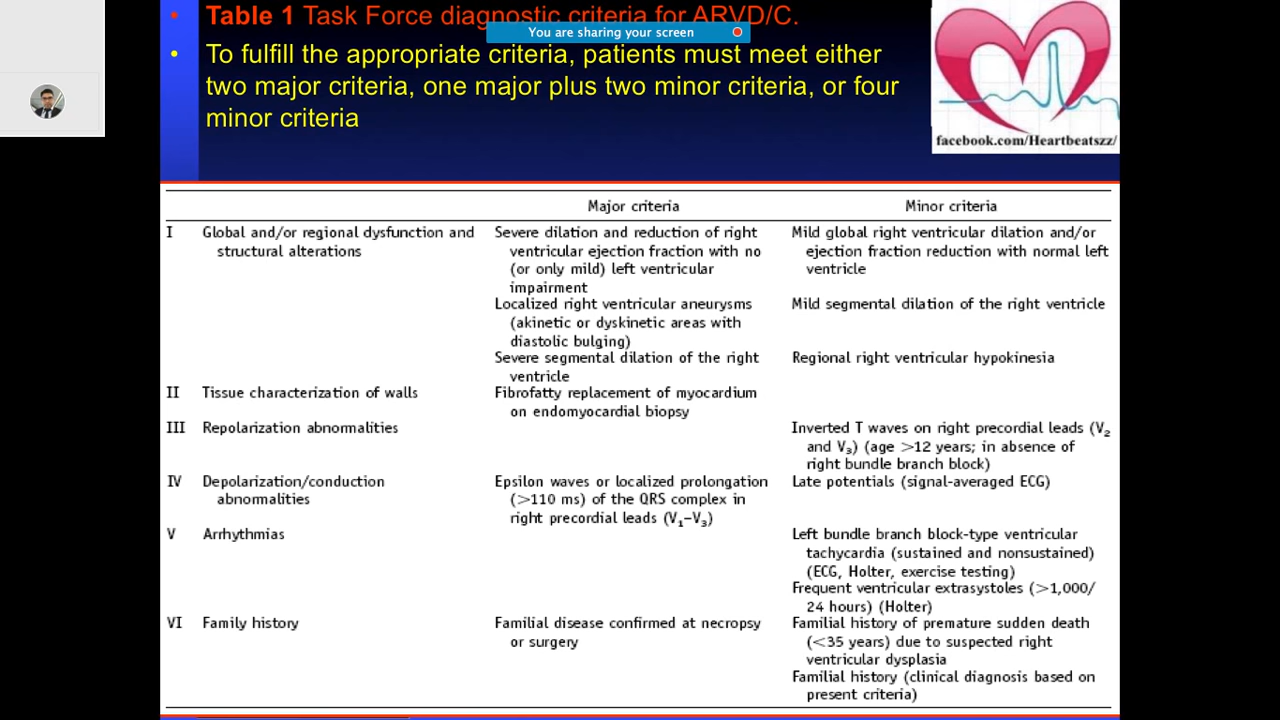 • Table 1 Task Force diagnostic criteria for ARVD/C.
You are sharing your screen
• To fulfill the appropriate criteria, patients must meet either
two major criteria, one major plus two minor criteria, or four
minor criteria
facebook.com/Heartbeatszz/
Major criteria Minor criteria
I Global and/or regional dysfunction and
structural alterations
Severe dilation and reduction of right
ventricular ejection fraction with no
(or only mild) left ventricular
impairment
Mild global right ventricular dilation and/or
ejection fraction reduction with normal left
ventricle
Localized right ventricular aneurysms
(akinetic or dyskinetic areas with
diastolic bulging)
Mild segmental dilation of the right ventricle
Severe segmental dilation of the right
ventricle
Regional right ventricular hypokinesia
II Tissue characterization of walls
Fibrofatty replacement of myocardium
on endomyocardial biopsy
III Repolarization abnormalities
Inverted T waves on right precordial leads (V₂
and V₃) (age >12 years; in absence of
right bundle branch block)
IV Depolarization/conduction
abnormalities
Epsilon waves or localized prolongation
(>110 ms) of the QRS complex in
right precordial leads (V₁–V₃)
Late potentials (signal-averaged ECG)
V Arrhythmias
Left bundle branch block-type ventricular
tachycardia (sustained and nonsustained)
(ECG, Holter, exercise testing)
Frequent ventricular extrasystoles (>1,000/
24 hours) (Holter)
VI Family history
Familial disease confirmed at necropsy
or surgery
Familial history of premature sudden death
(<35 years) due to suspected right
ventricular dysplasia
Familial history (clinical diagnosis based on
present criteria)